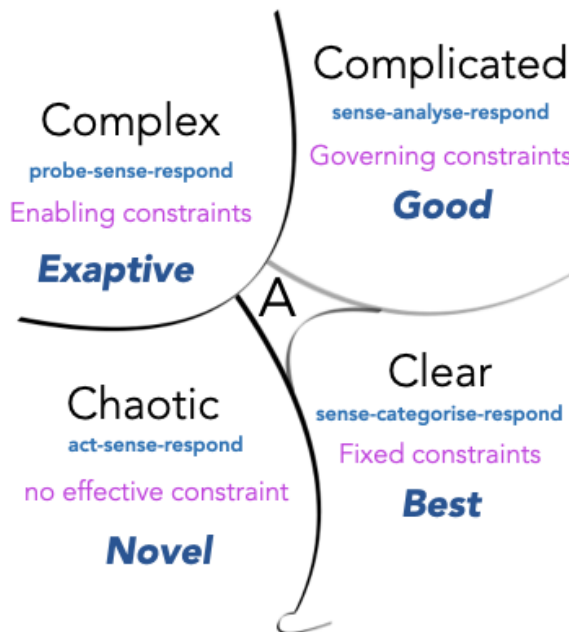 Complex
probe-sense-respond
Enabling constraints
Exaptive
Complicated
sense-analyse-respond
Governing constraints
Good
A
Chaotic
act-sense-respond
no effective constraint
Novel
Clear
sense-categorise-respond
Fixed constraints
Best